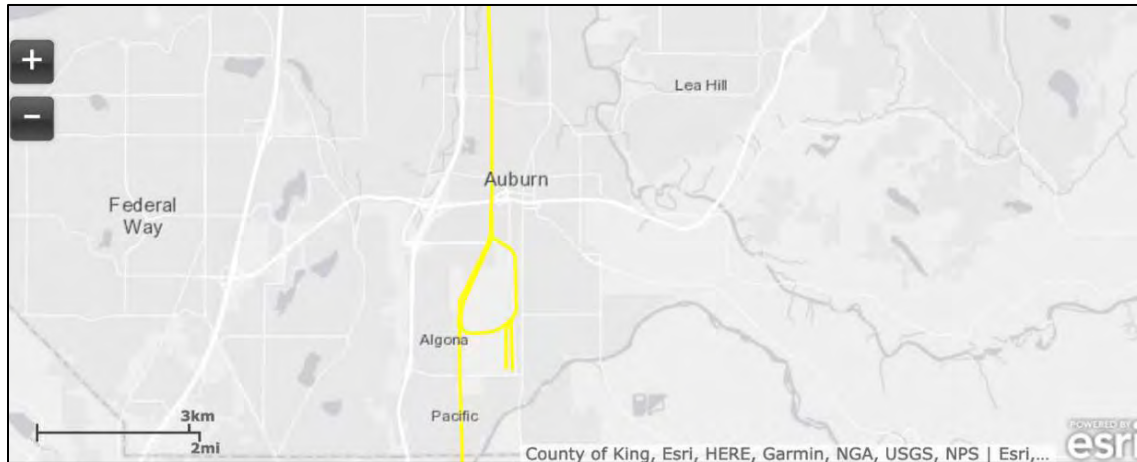 +
−
Lea Hill
Auburn
Federal
Way
Algona
Pacific
3km
2mi
County of King, Esri, HERE, Garmin, NGA, USGS, NPS | Esri,...
POWERED BY
esri